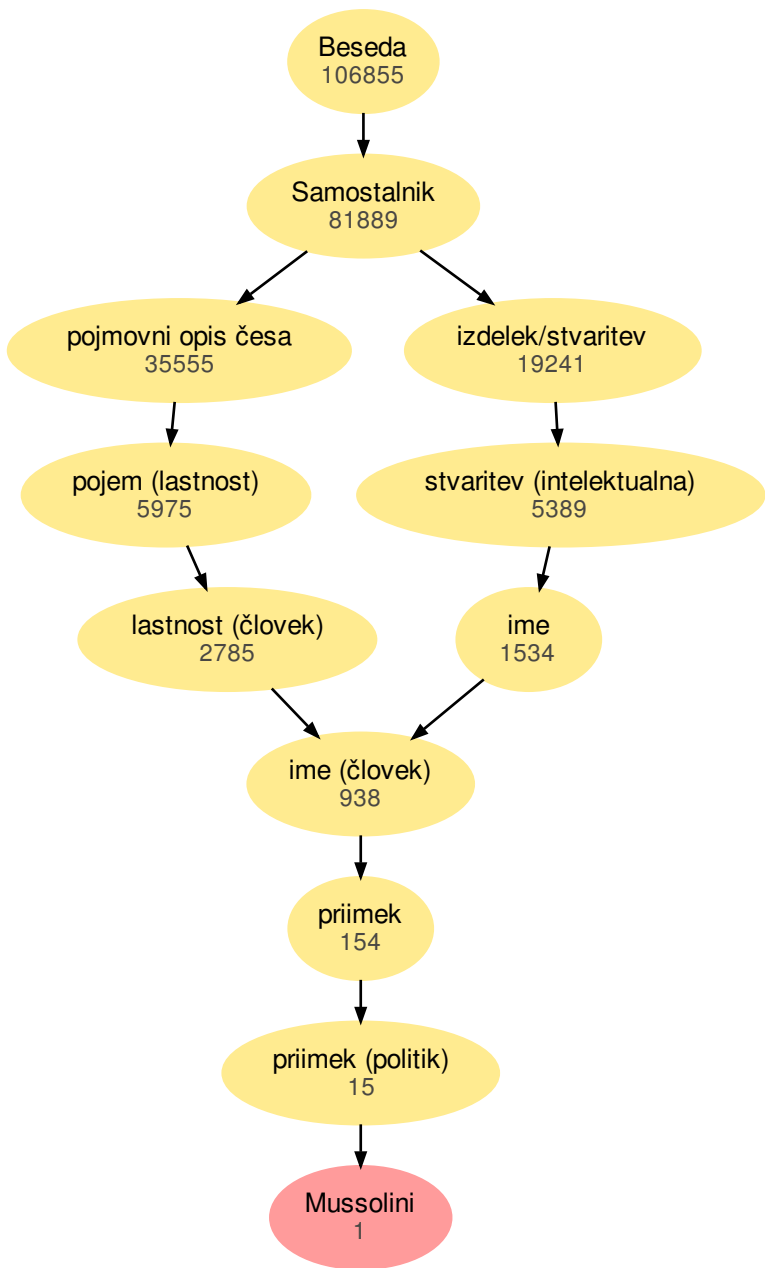 Beseda
106855
Samostalnik
81889
pojmovni opis česa
35555
izdelek/stvaritev
19241
pojem (lastnost)
5975
stvaritev (intelektualna)
5389
lastnost (človek)
2785
ime
1534
ime (človek)
938
priimek
154
priimek (politik)
15
Mussolini
1